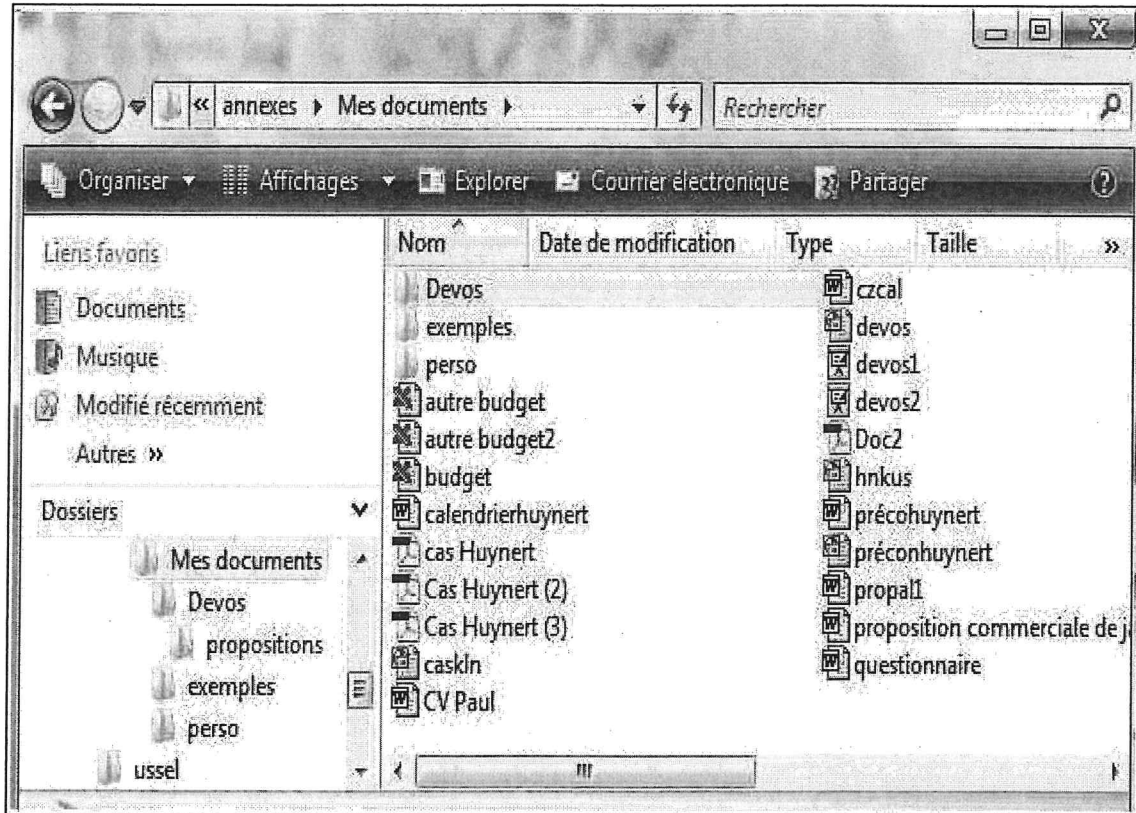 annexes Mes documents
Rechercher
Organiser Affichages Explorer Courrier électronique Partager
Liens favoris
Documents
Musique
Modifié récemment
Autres »
Dossiers
Mes documents
Devos
propositions
exemples
perso
ussel
Nom Date de modification Type Taille »
Devos
exemples
perso
autre budget
autre budget2
budget
calendrierhuynert
cas Huynert
Cas Huynert (2)
Cas Huynert (3)
caskln
CV Paul
czcal
devos
devos1
devos2
Doc2
hnkus
précohuynert
préconhuynert
propal1
proposition commerciale de j
questionnaire